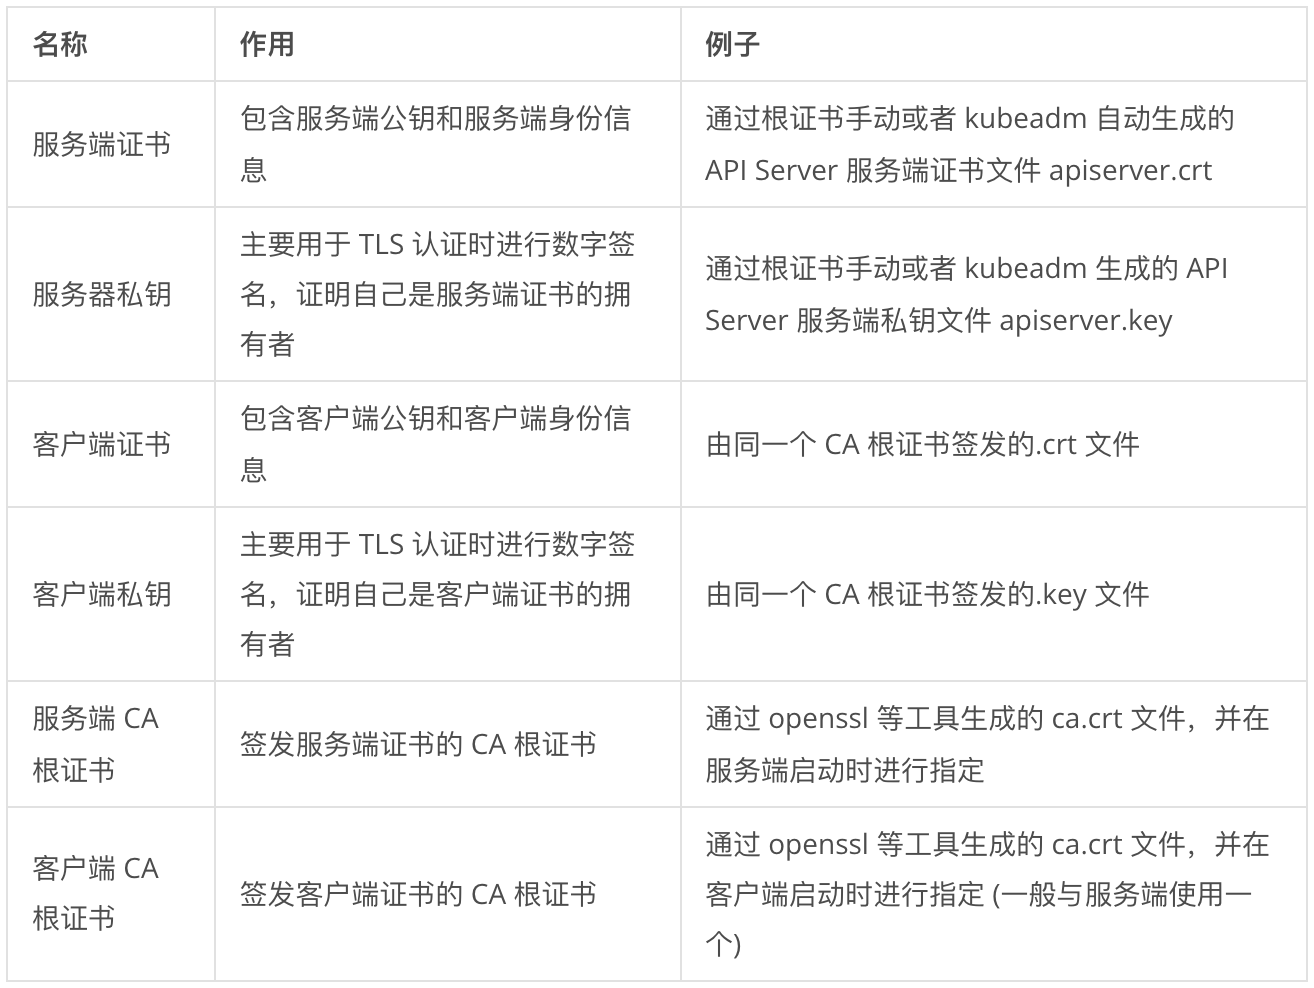 名称
作用
例子
服务端证书
包含服务端公钥和服务端身份信
息
通过根证书手动或者 kubeadm 自动生成的
API Server 服务端证书文件 apiserver.crt
服务器私钥
主要用于 TLS 认证时进行数字签
名，证明自己是服务端证书的拥
有者
通过根证书手动或者 kubeadm 生成的 API
Server 服务端私钥文件 apiserver.key
客户端证书
包含客户端公钥和客户端身份信
息
由同一个 CA 根证书签发的.crt 文件
客户端私钥
主要用于 TLS 认证时进行数字签
名，证明自己是客户端证书的拥
有者
由同一个 CA 根证书签发的.key 文件
服务端 CA
根证书
签发服务端证书的 CA 根证书
通过 openssl 等工具生成的 ca.crt 文件，并在
服务端启动时进行指定
客户端 CA
根证书
签发客户端证书的 CA 根证书
通过 openssl 等工具生成的 ca.crt 文件，并在
客户端启动时进行指定 (一般与服务端使用一
个)